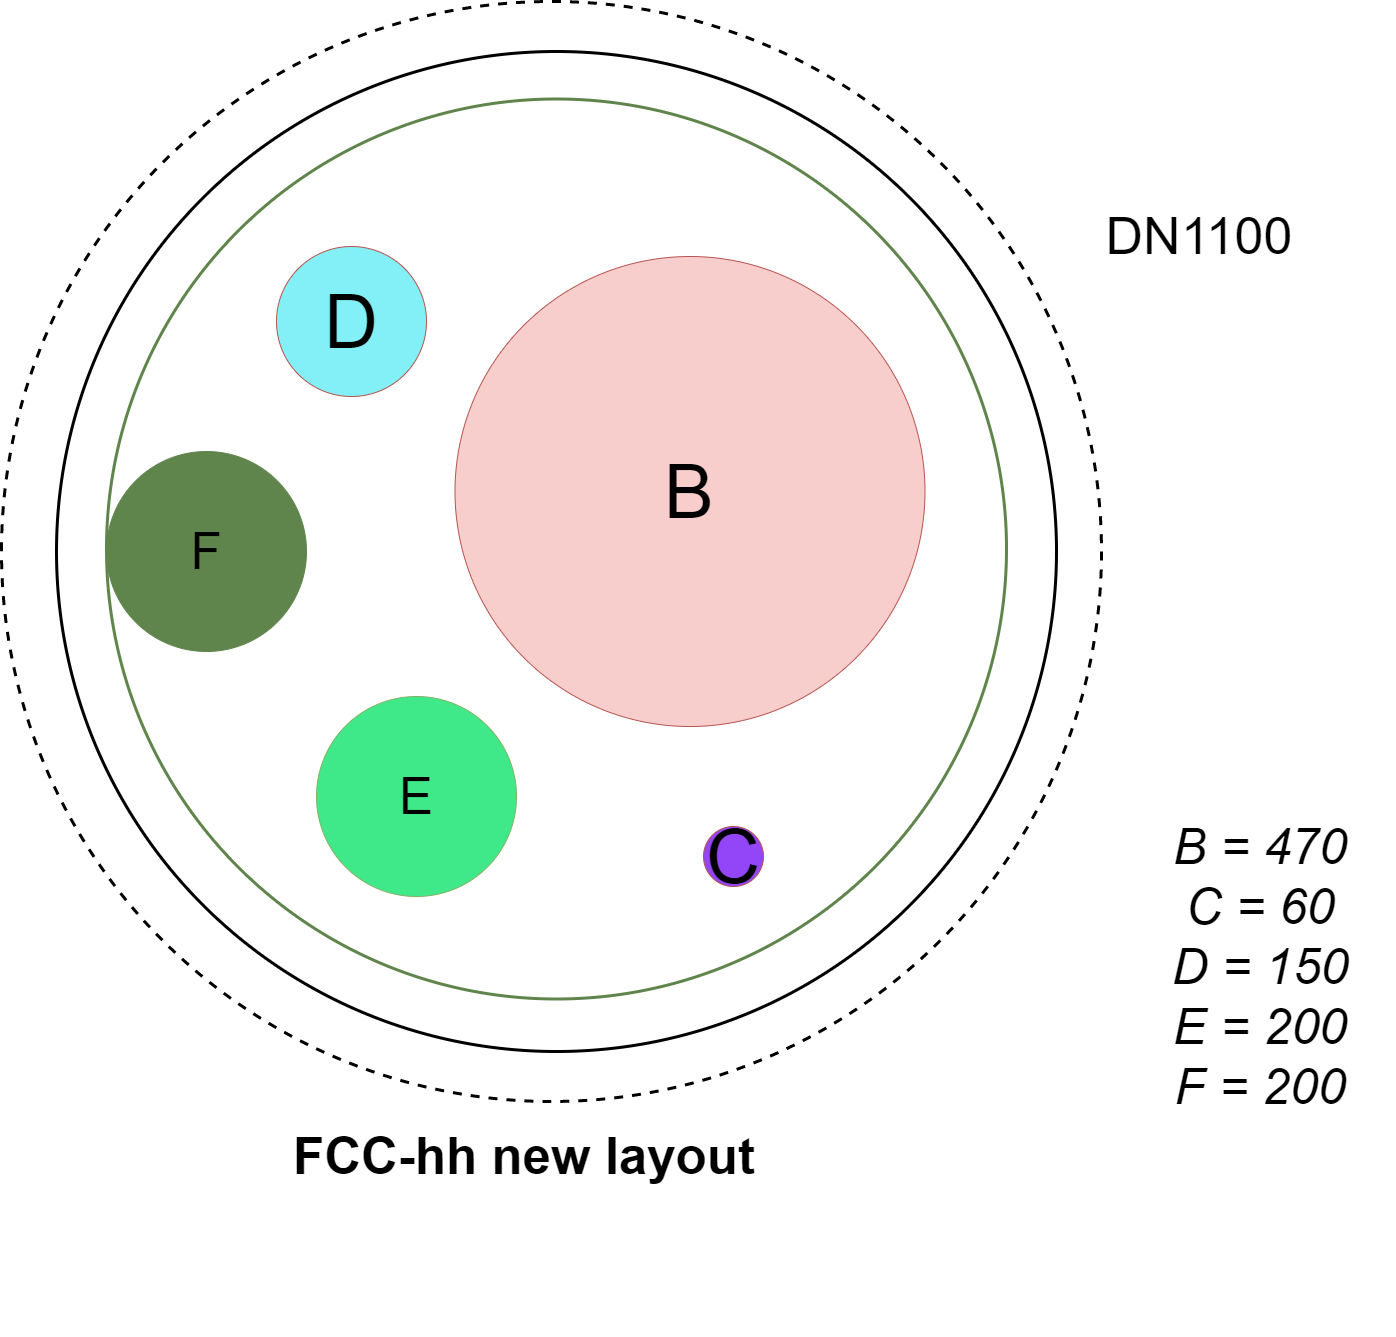 DN1100
D
B
F
E
C
B = 470
C = 60
D = 150
E = 200
F = 200
FCC-hh new layout